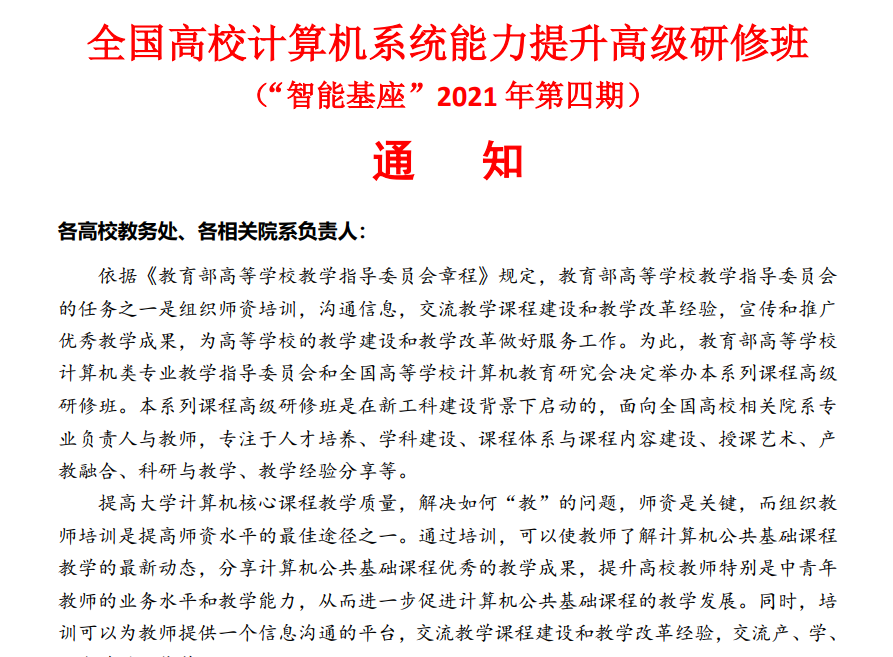 全国高校计算机系统能力提升高级研修班
（“智能基座”2021 年第四期）
通 知
各高校教务处、各相关院系负责人：
依据《教育部高等学校教学指导委员会章程》规定，教育部高等学校教学指导委员会
的任务之一是组织师资培训，沟通信息，交流教学课程建设和教学改革经验，宣传和推广
优秀教学成果，为高等学校的教学建设和教学改革做好服务工作。为此，教育部高等学校
计算机类专业教学指导委员会和全国高等学校计算机教育研究会决定举办本系列课程高级
研修班。本系列课程高级研修班是在新工科建设背景下启动的，面向全国高校相关院系专
业负责人与教师，专注于人才培养、学科建设、课程体系与课程内容建设、授课艺术、产
教融合、科研与教学、教学经验分享等。
提高大学计算机核心课程教学质量，解决如何“教”的问题，师资是关键，而组织教
师培训是提高师资水平的最佳途径之一。通过培训，可以使教师了解计算机公共基础课程
教学的最新动态，分享计算机公共基础课程优秀的教学成果，提升高校教师特别是中青年
教师的业务水平和教学能力，从而进一步促进计算机公共基础课程的教学发展。同时，培
训可以为教师提供一个信息沟通的平台，交流教学课程建设和教学改革经验，交流产、学、